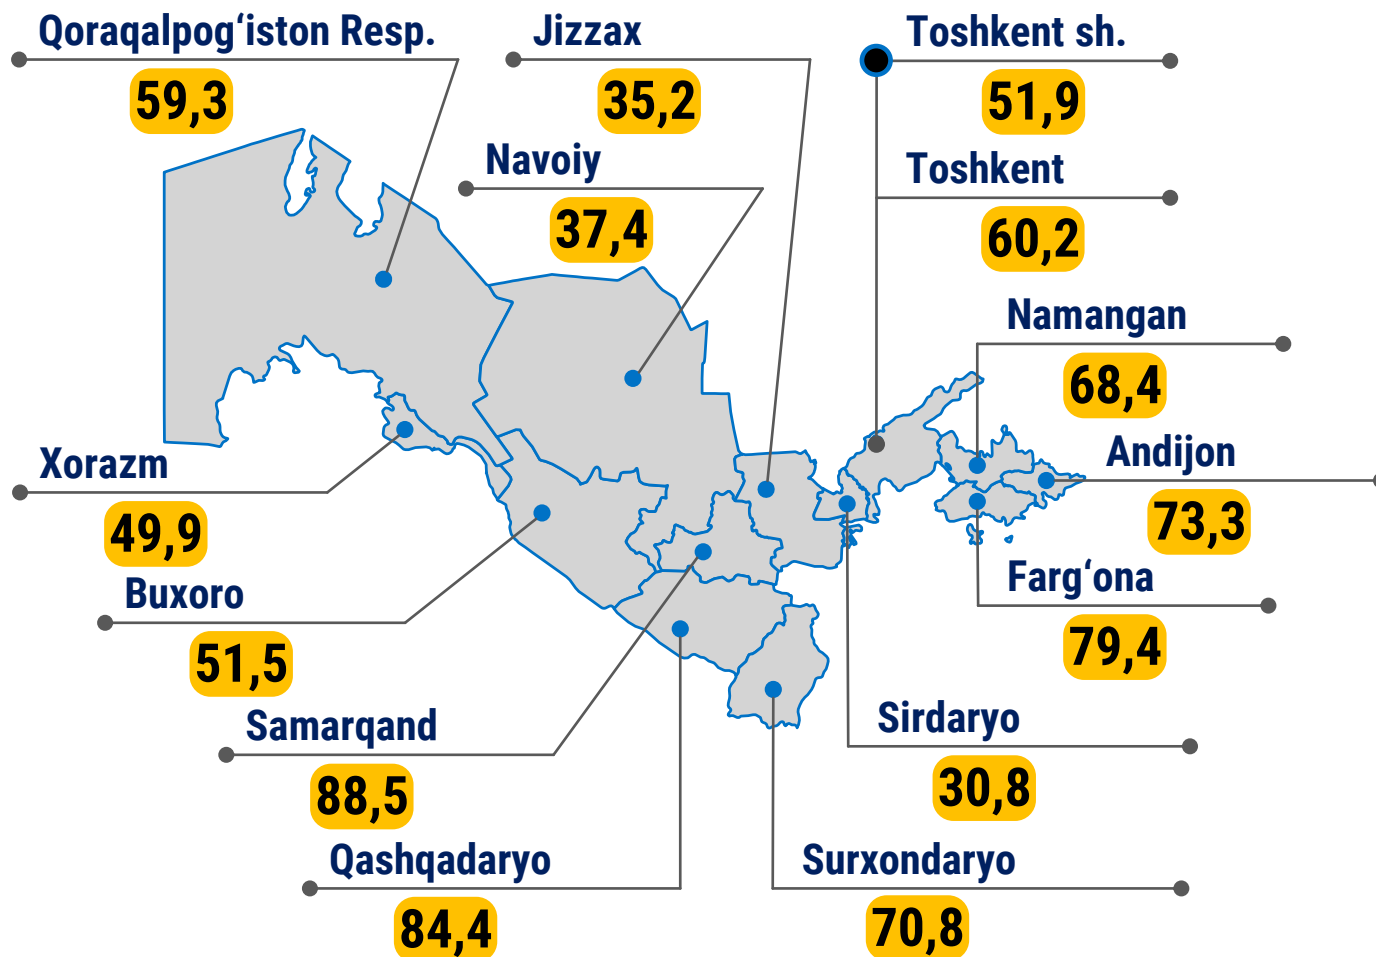 Qoraqalpog‘iston Resp.
59,3
Jizzax
35,2
Toshkent sh.
51,9
Navoiy
37,4
Toshkent
60,2
Namangan
68,4
Xorazm
49,9
Andijon
73,3
Buxoro
51,5
Farg‘ona
79,4
Samarqand
88,5
Sirdaryo
30,8
Qashqadaryo
84,4
Surxondaryo
70,8